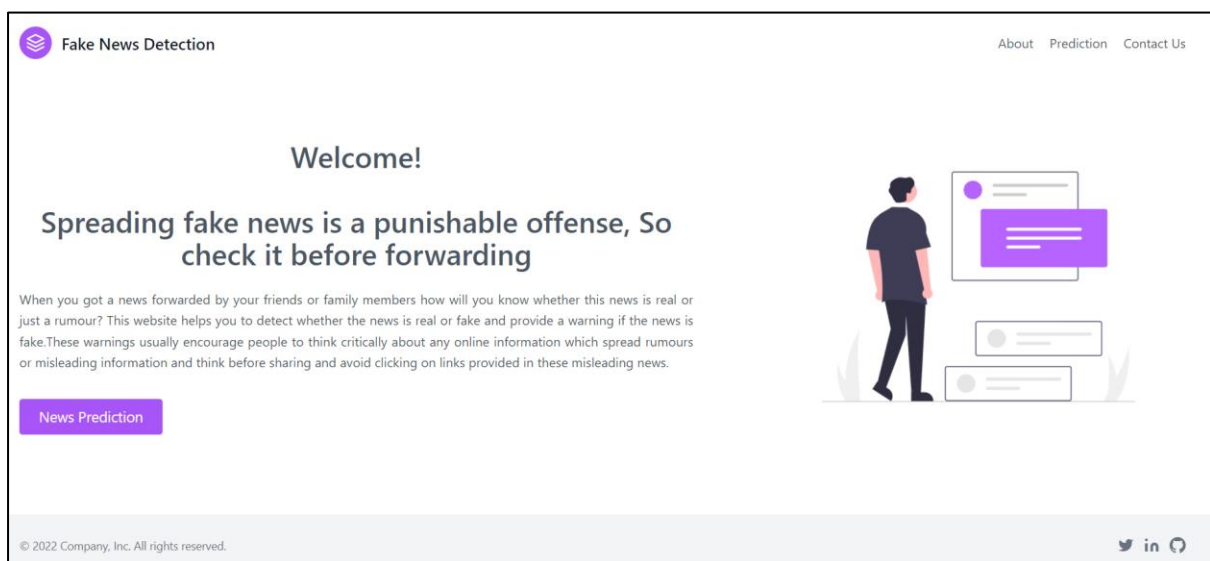 Fake News Detection
About Prediction Contact Us
Welcome!
Spreading fake news is a punishable offense, So
check it before forwarding
When you got a news forwarded by your friends or family members how will you know whether this news is real or
just a rumour? This website helps you to detect whether the news is real or fake and provide a warning if the news is
fake.These warnings usually encourage people to think critically about any online information which spread rumours
or misleading information and think before sharing and avoid clicking on links provided in these misleading news.
News Prediction
© 2022 Company, Inc. All rights reserved.